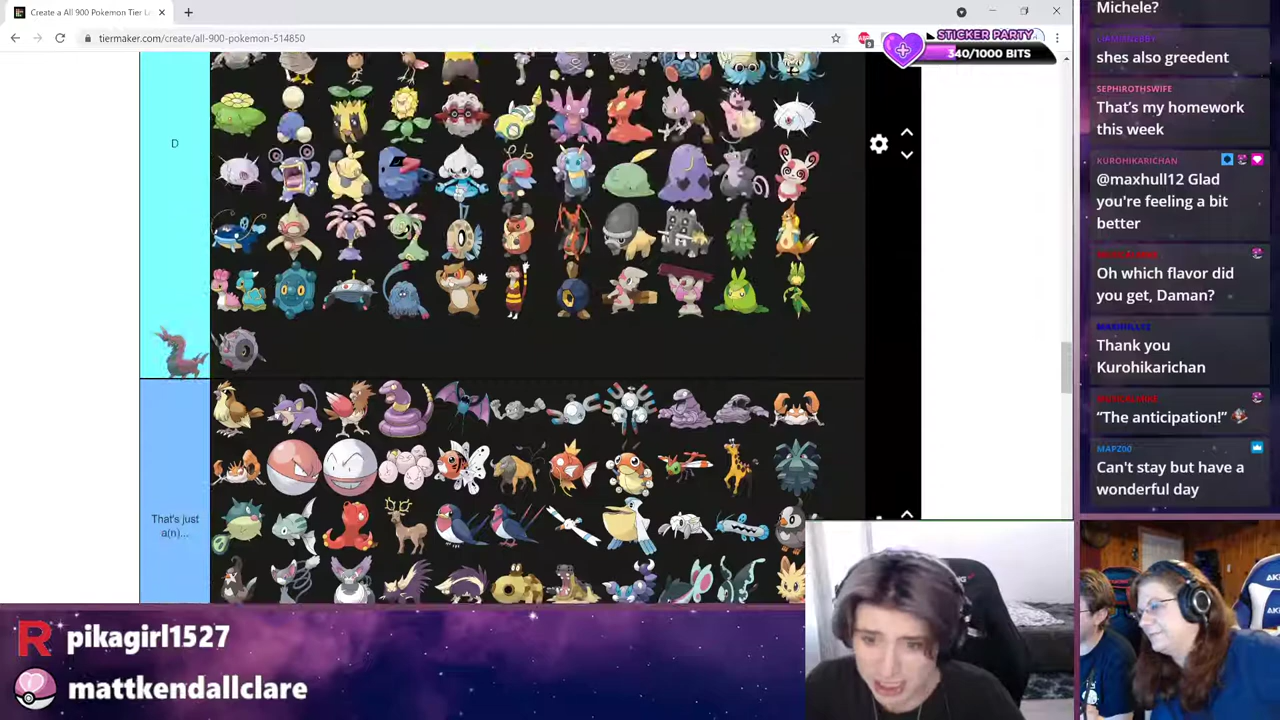 Create a All 900 Pokemon Tier L
tiermaker.com/create/all-900-pokemon-514850
STICKER PARTY
340/1000 BITS
Michele?
shes also greedent
SEPHIROTHSWIFE
That's my homework
this week
KUROHIKARICHAN
@maxhull12 Glad
you're feeling a bit
better
Oh which flavor did
you get, Daman?
MAXHULL12
Thank you
Kurohikarichan
"The anticipation!"
MAPZ00
Can't stay but have a
wonderful day
D
That's just
a(n)...
R pikagirl1527
mattkendallclare